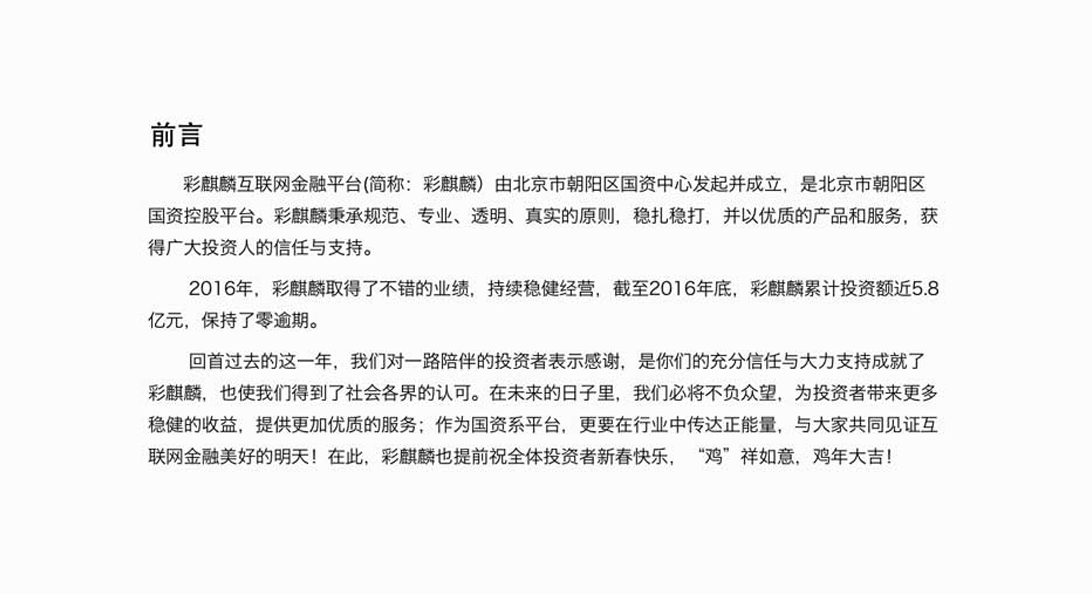 前言
彩麒麟互联网金融平台(简称：彩麒麟）由北京市朝阳区国资中心发起并成立，是北京市朝阳区
国资控股平台。彩麒麟秉承规范、专业、透明、真实的原则，稳扎稳打，并以优质的产品和服务，获
得广大投资人的信任与支持。
2016年，彩麒麟取得了不错的业绩，持续稳健经营，截至2016年底，彩麒麟累计投资额近5.8
亿元，保持了零逾期。
回首过去的这一年，我们对一路陪伴的投资者表示感谢，是你们的充分信任与大力支持成就了
彩麒麟，也使我们得到了社会各界的认可。在未来的日子里，我们必将不负众望，为投资者带来更多
稳健的收益，提供更加优质的服务；作为国资系平台，更要在行业中传达正能量，与大家共同见证互
联网金融美好的明天！在此，彩麒麟也提前祝全体投资者新春快乐，“鸡”祥如意，鸡年大吉！